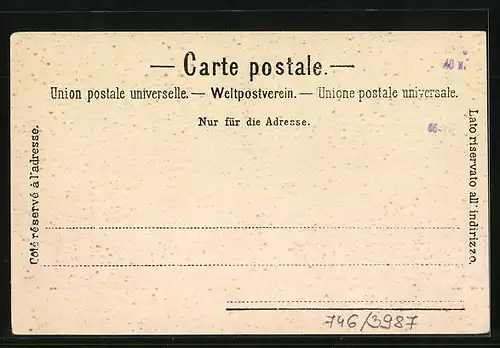 — Carte postale. —
Union postale universelle. — Weltpostverein. — Unione postale universale.
Nur für die Adresse.
Côté réservé à l'adresse.
Lato riservato all'indirizzo.
746/3987